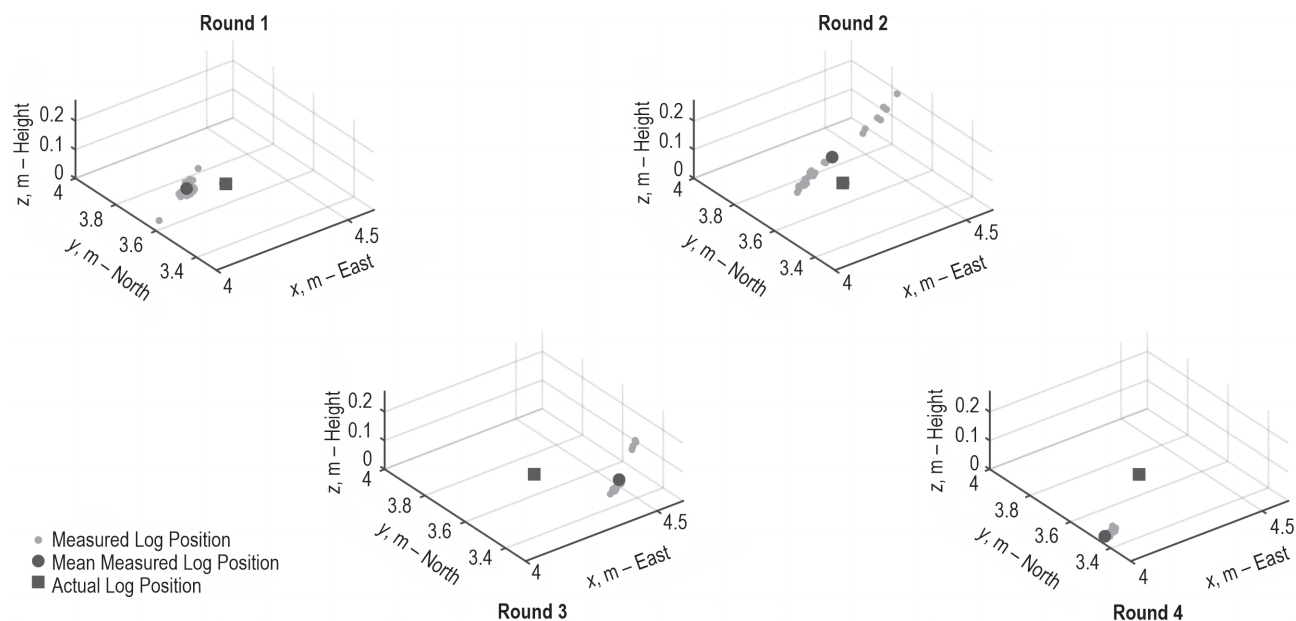 Round 1
0.2
0.1
0
z, m – Height
4
3.8
3.6
3.4
y, m – North
4
4.5
x, m – East
Round 2
0.2
0.1
0
z, m – Height
4
3.8
3.6
3.4
y, m – North
4
4.5
x, m – East
0.2
0.1
0
z, m – Height
4
3.8
3.6
3.4
y, m – North
4
4.5
x, m – East
Round 3
0.2
0.1
0
z, m – Height
4
3.8
3.6
3.4
y, m – North
4
4.5
x, m – East
Round 4
Measured Log Position
Mean Measured Log Position
Actual Log Position